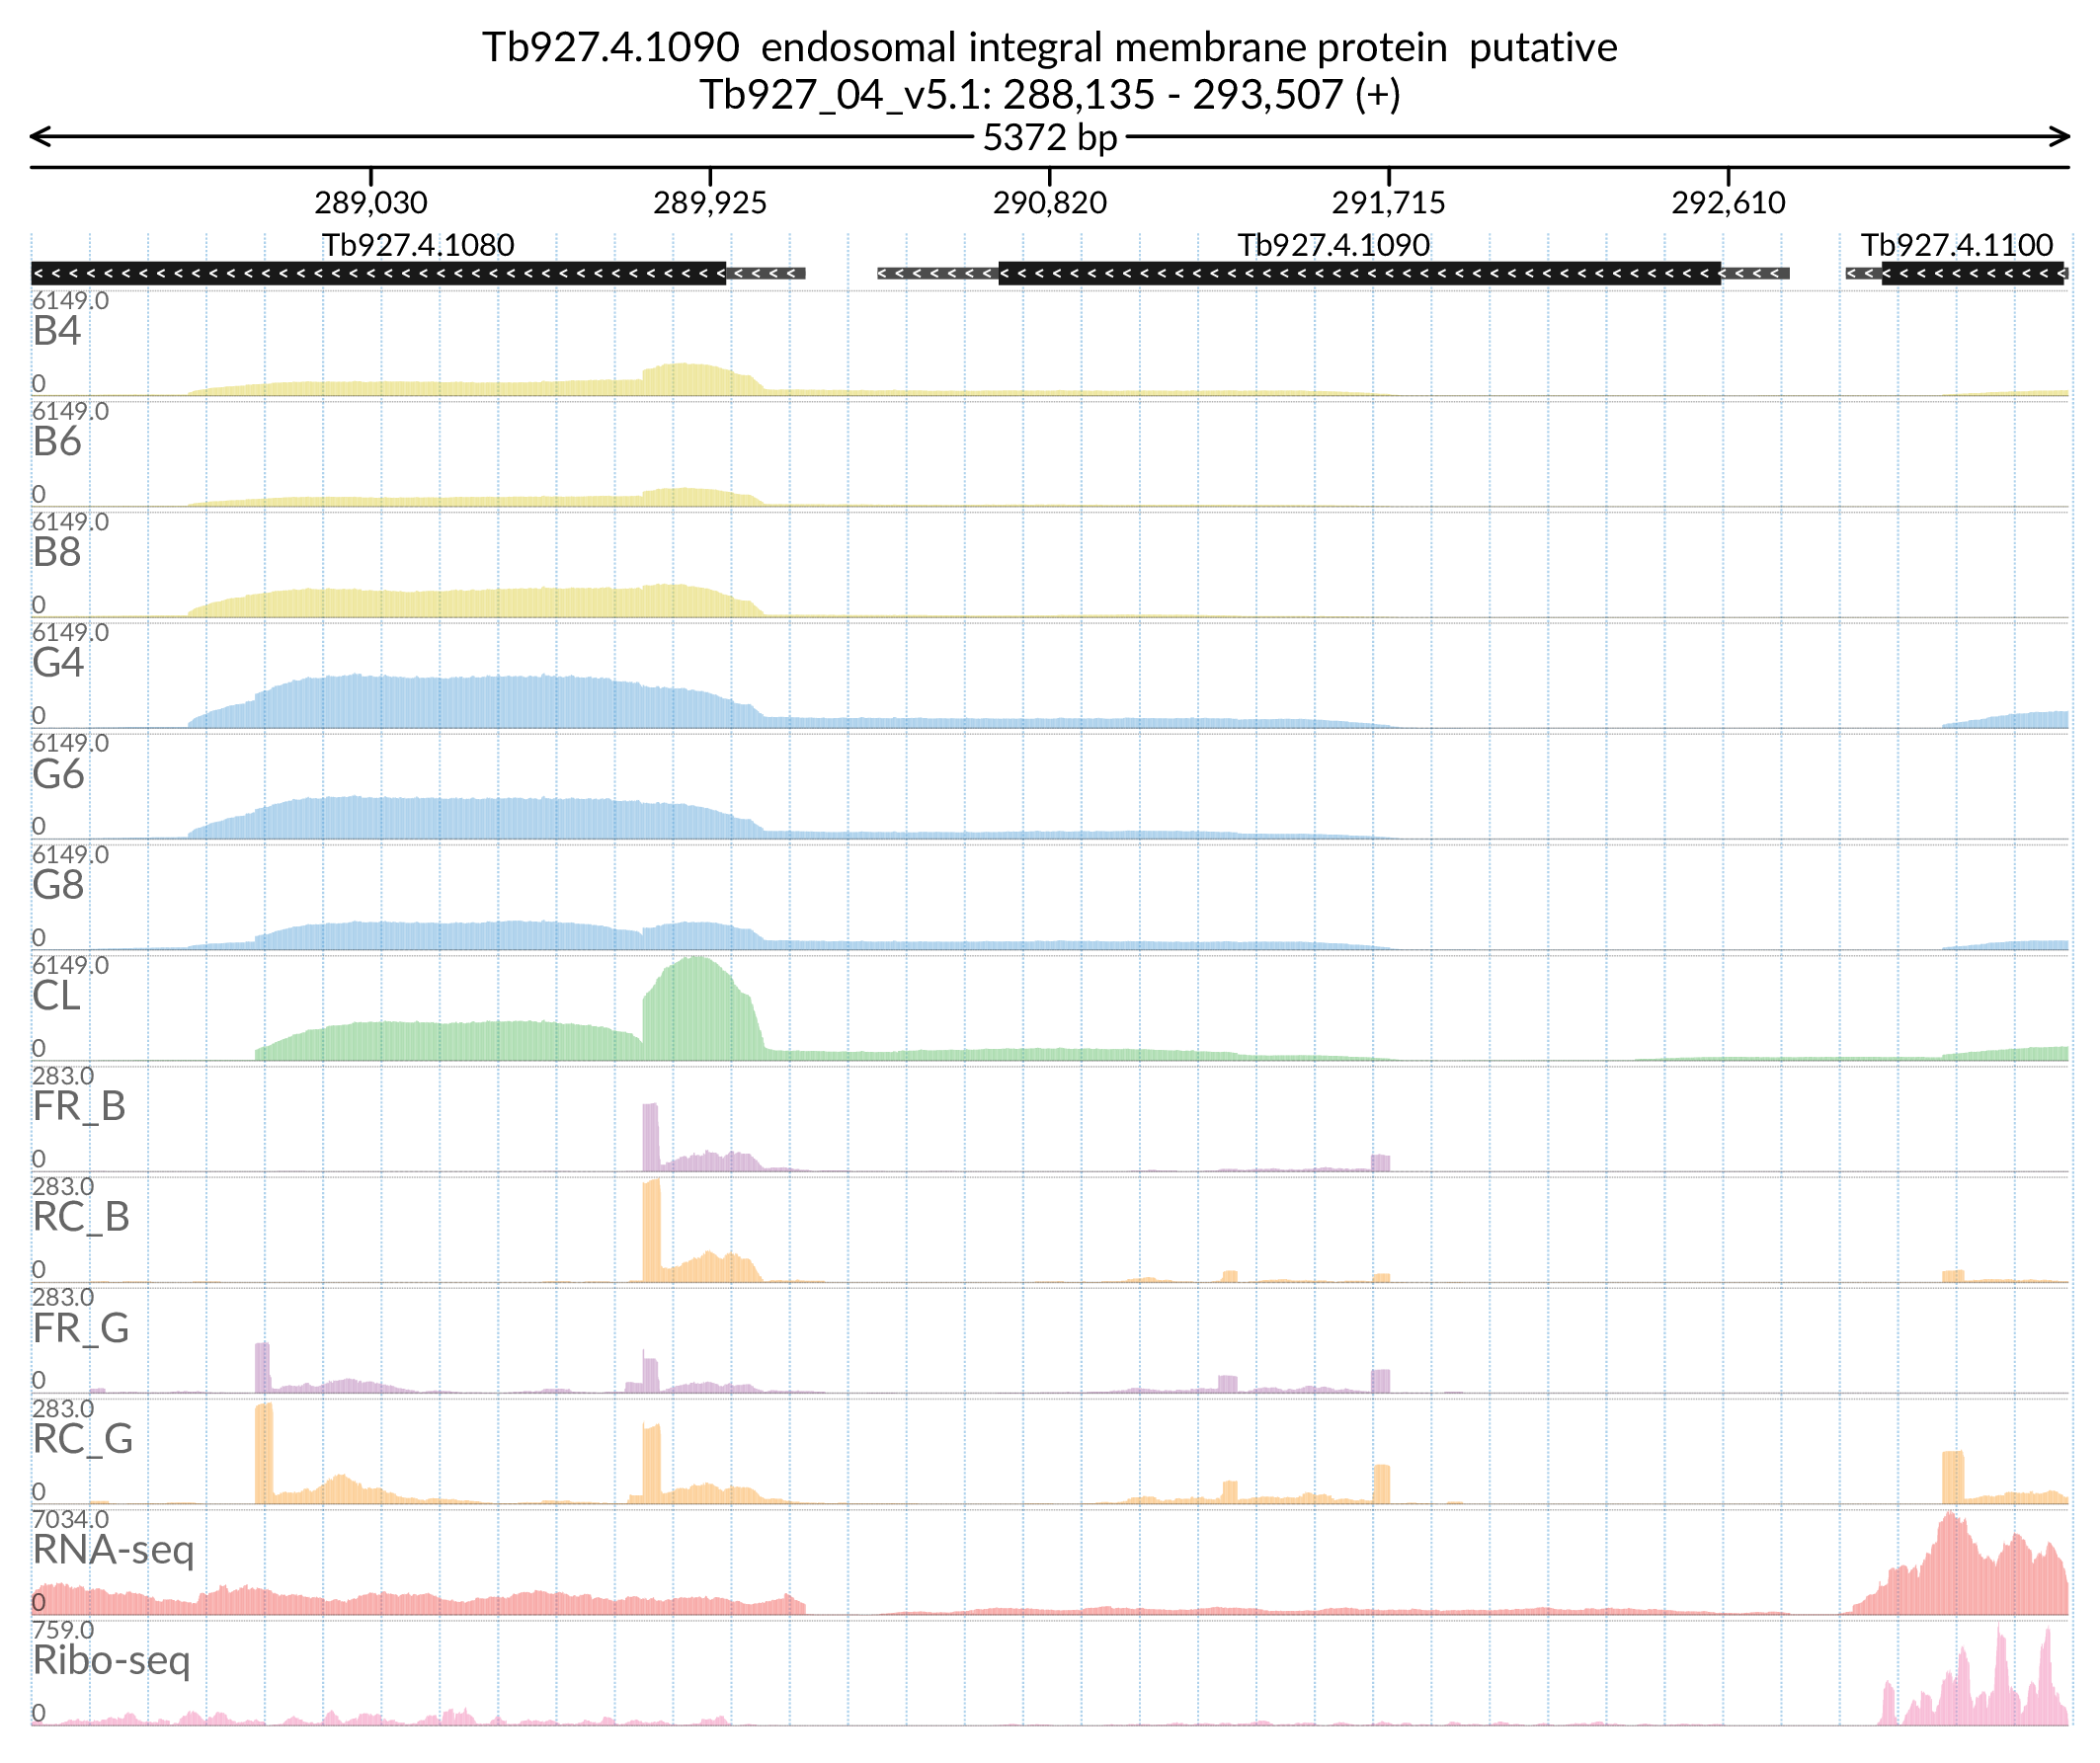 Tb927.4.1090  endosomal integral membrane protein  putative
Tb927_04_v5.1: 288,135 - 293,507 (+)
5372 bp
289,030 289,925 290,820 291,715 292,610
Tb927.4.1080 Tb927.4.1090 Tb927.4.1100
6149.0
B4
0
6149.0
B6
0
6149.0
B8
0
6149.0
G4
0
6149.0
G6
0
6149.0
G8
0
6149.0
CL
0
283.0
FR_B
0
283.0
RC_B
0
283.0
FR_G
0
283.0
RC_G
0
7034.0
RNA-seq
0
759.0
Ribo-seq
0